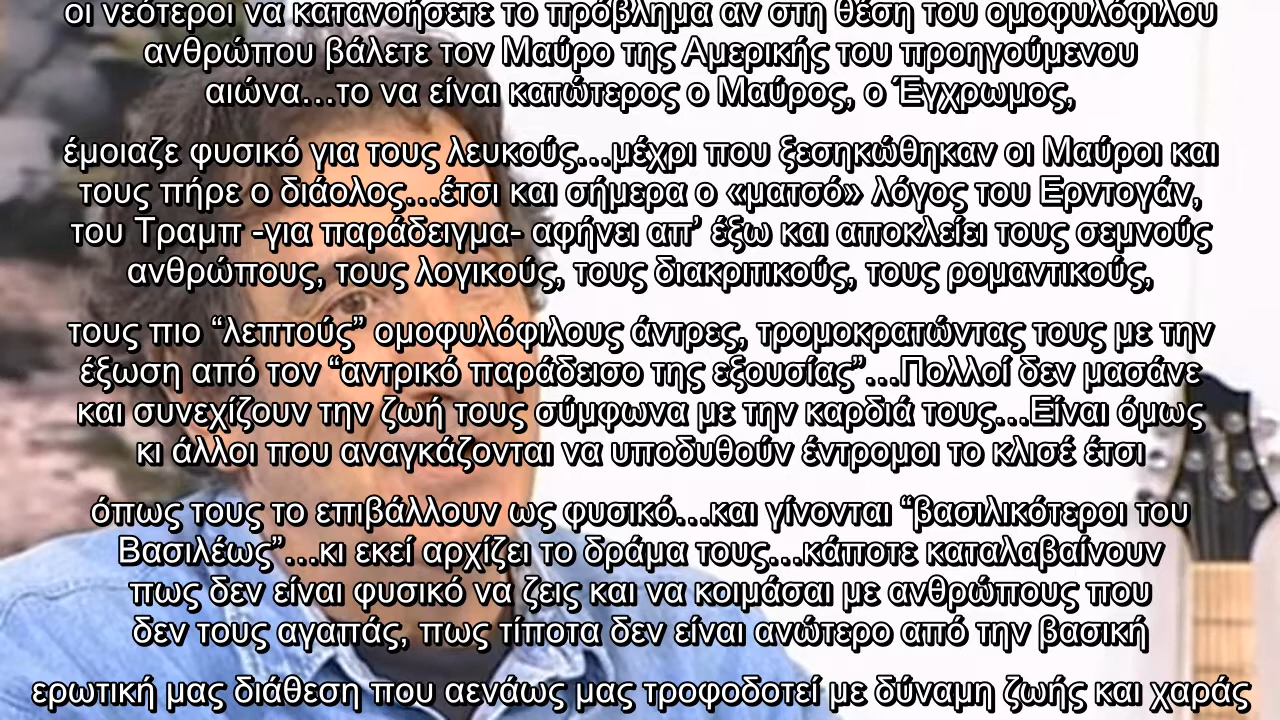 οι νεότεροι να κατανοήσετε το πρόβλημα αν στη θέση του ομοφυλόφιλου
ανθρώπου βάλετε τον Μαύρο της Αμερικής του προηγούμενου
αιώνα...το να είναι κατώτερος ο Μαύρος, ο Έγχρωμος,
έμοιαζε φυσικό για τους λευκούς...μέχρι που ξεσηκώθηκαν οι Μαύροι και
τους πήρε ο διάολος...έτσι και σήμερα ο «ματσό» λόγος του Ερντογάν,
του Τραμπ -για παράδειγμα- αφήνει απ’ έξω και αποκλείει τους σεμνούς
ανθρώπους, τους λογικούς, τους διακριτικούς, τους ρομαντικούς,
τους πιο “λεπτούς” ομοφυλόφιλους άντρες, τρομοκρατώντας τους με την
έξωση από τον “αντρικό παράδεισο της εξουσίας”...Πολλοί δεν μασάνε
και συνεχίζουν την ζωή τους σύμφωνα με την καρδιά τους...Είναι όμως
κι άλλοι που αναγκάζονται να υποδυθούν έντρομοι το κλισέ έτσι
όπως τους το επιβάλλουν ως φυσικό...και γίνονται “βασιλικότεροι του
Βασιλέως”...κι εκεί αρχίζει το δράμα τους...κάποτε καταλαβαίνουν
πως δεν είναι φυσικό να ζεις και να κοιμάσαι με ανθρώπους που
δεν τους αγαπάς, πως τίποτα δεν είναι ανώτερο από την βασική
ερωτική μας διάθεση που αενάως μας τροφοδοτεί με δύναμη ζωής και χαράς